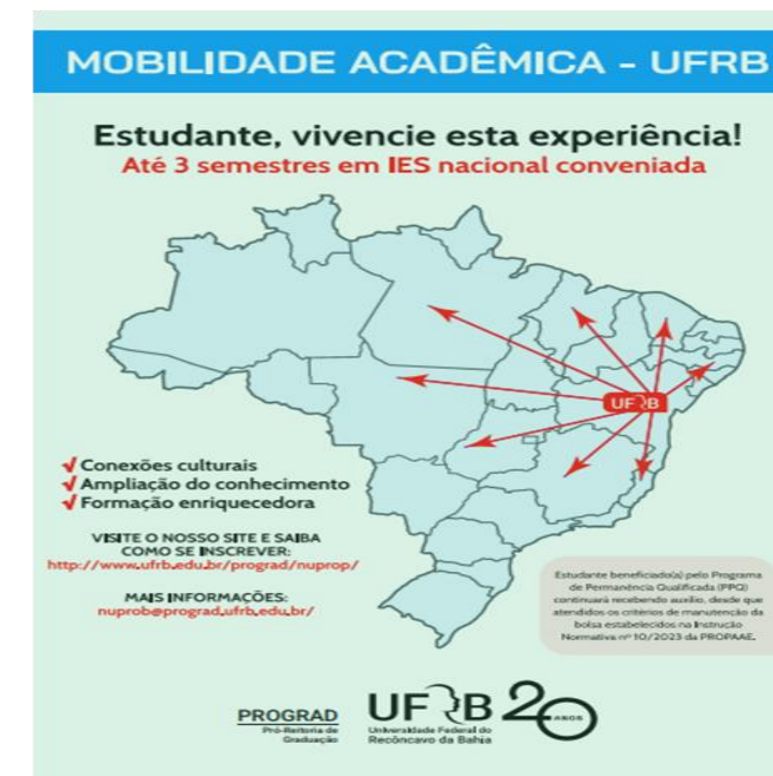 MOBILIDADE ACADÊMICA - UFRB
Estudante, vivencie esta experiência!
Até 3 semestres em IES nacional conveniada
UFRB
√ Conexões culturais
√ Ampliação do conhecimento
√ Formação enriquecedora
VISITE O NOSSO SITE E SAIBA
COMO SE INSCREVER:
http://www.ufrb.edu.br/prograd/nuprop/
MAIS INFORMAÇÕES:
nuprob@prograd.ufrb.edu.br/
Estudante beneficiado(a) pelo Programa
de Permanência Qualificada (PPQ)
continuará recebendo auxílio, desde que
atendidos os critérios de manutenção da
bolsa estabelecidos na Instrução
Normativa nº 10/2023 da PROPAAE.
PROGRAD
Pró-Reitoria de
Graduação
UFRB
Universidade Federal do
Recôncavo da Bahia
20
ANOS